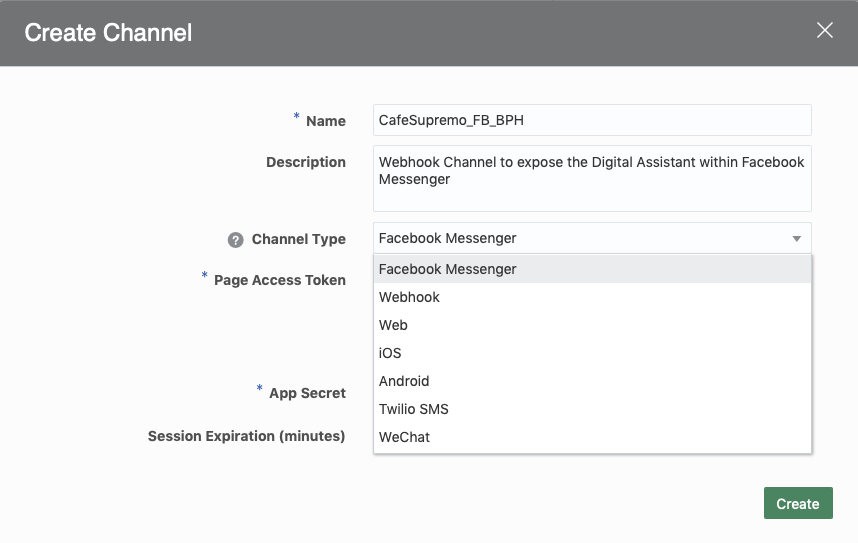 Create Channel
* Name
CafeSupremo_FB_BPH
Description
Webhook Channel to expose the Digital Assistant within Facebook
Messenger
? Channel Type
Facebook Messenger
Facebook Messenger
* Page Access Token
Webhook
Web
iOS
Android
* App Secret
Twilio SMS
Session Expiration (minutes)
WeChat
Create